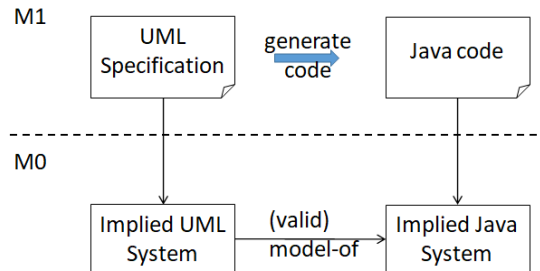 M1
UML
Specification
generate
code
Java code
M0
Implied UML
System
(valid)
model-of
Implied Java
System